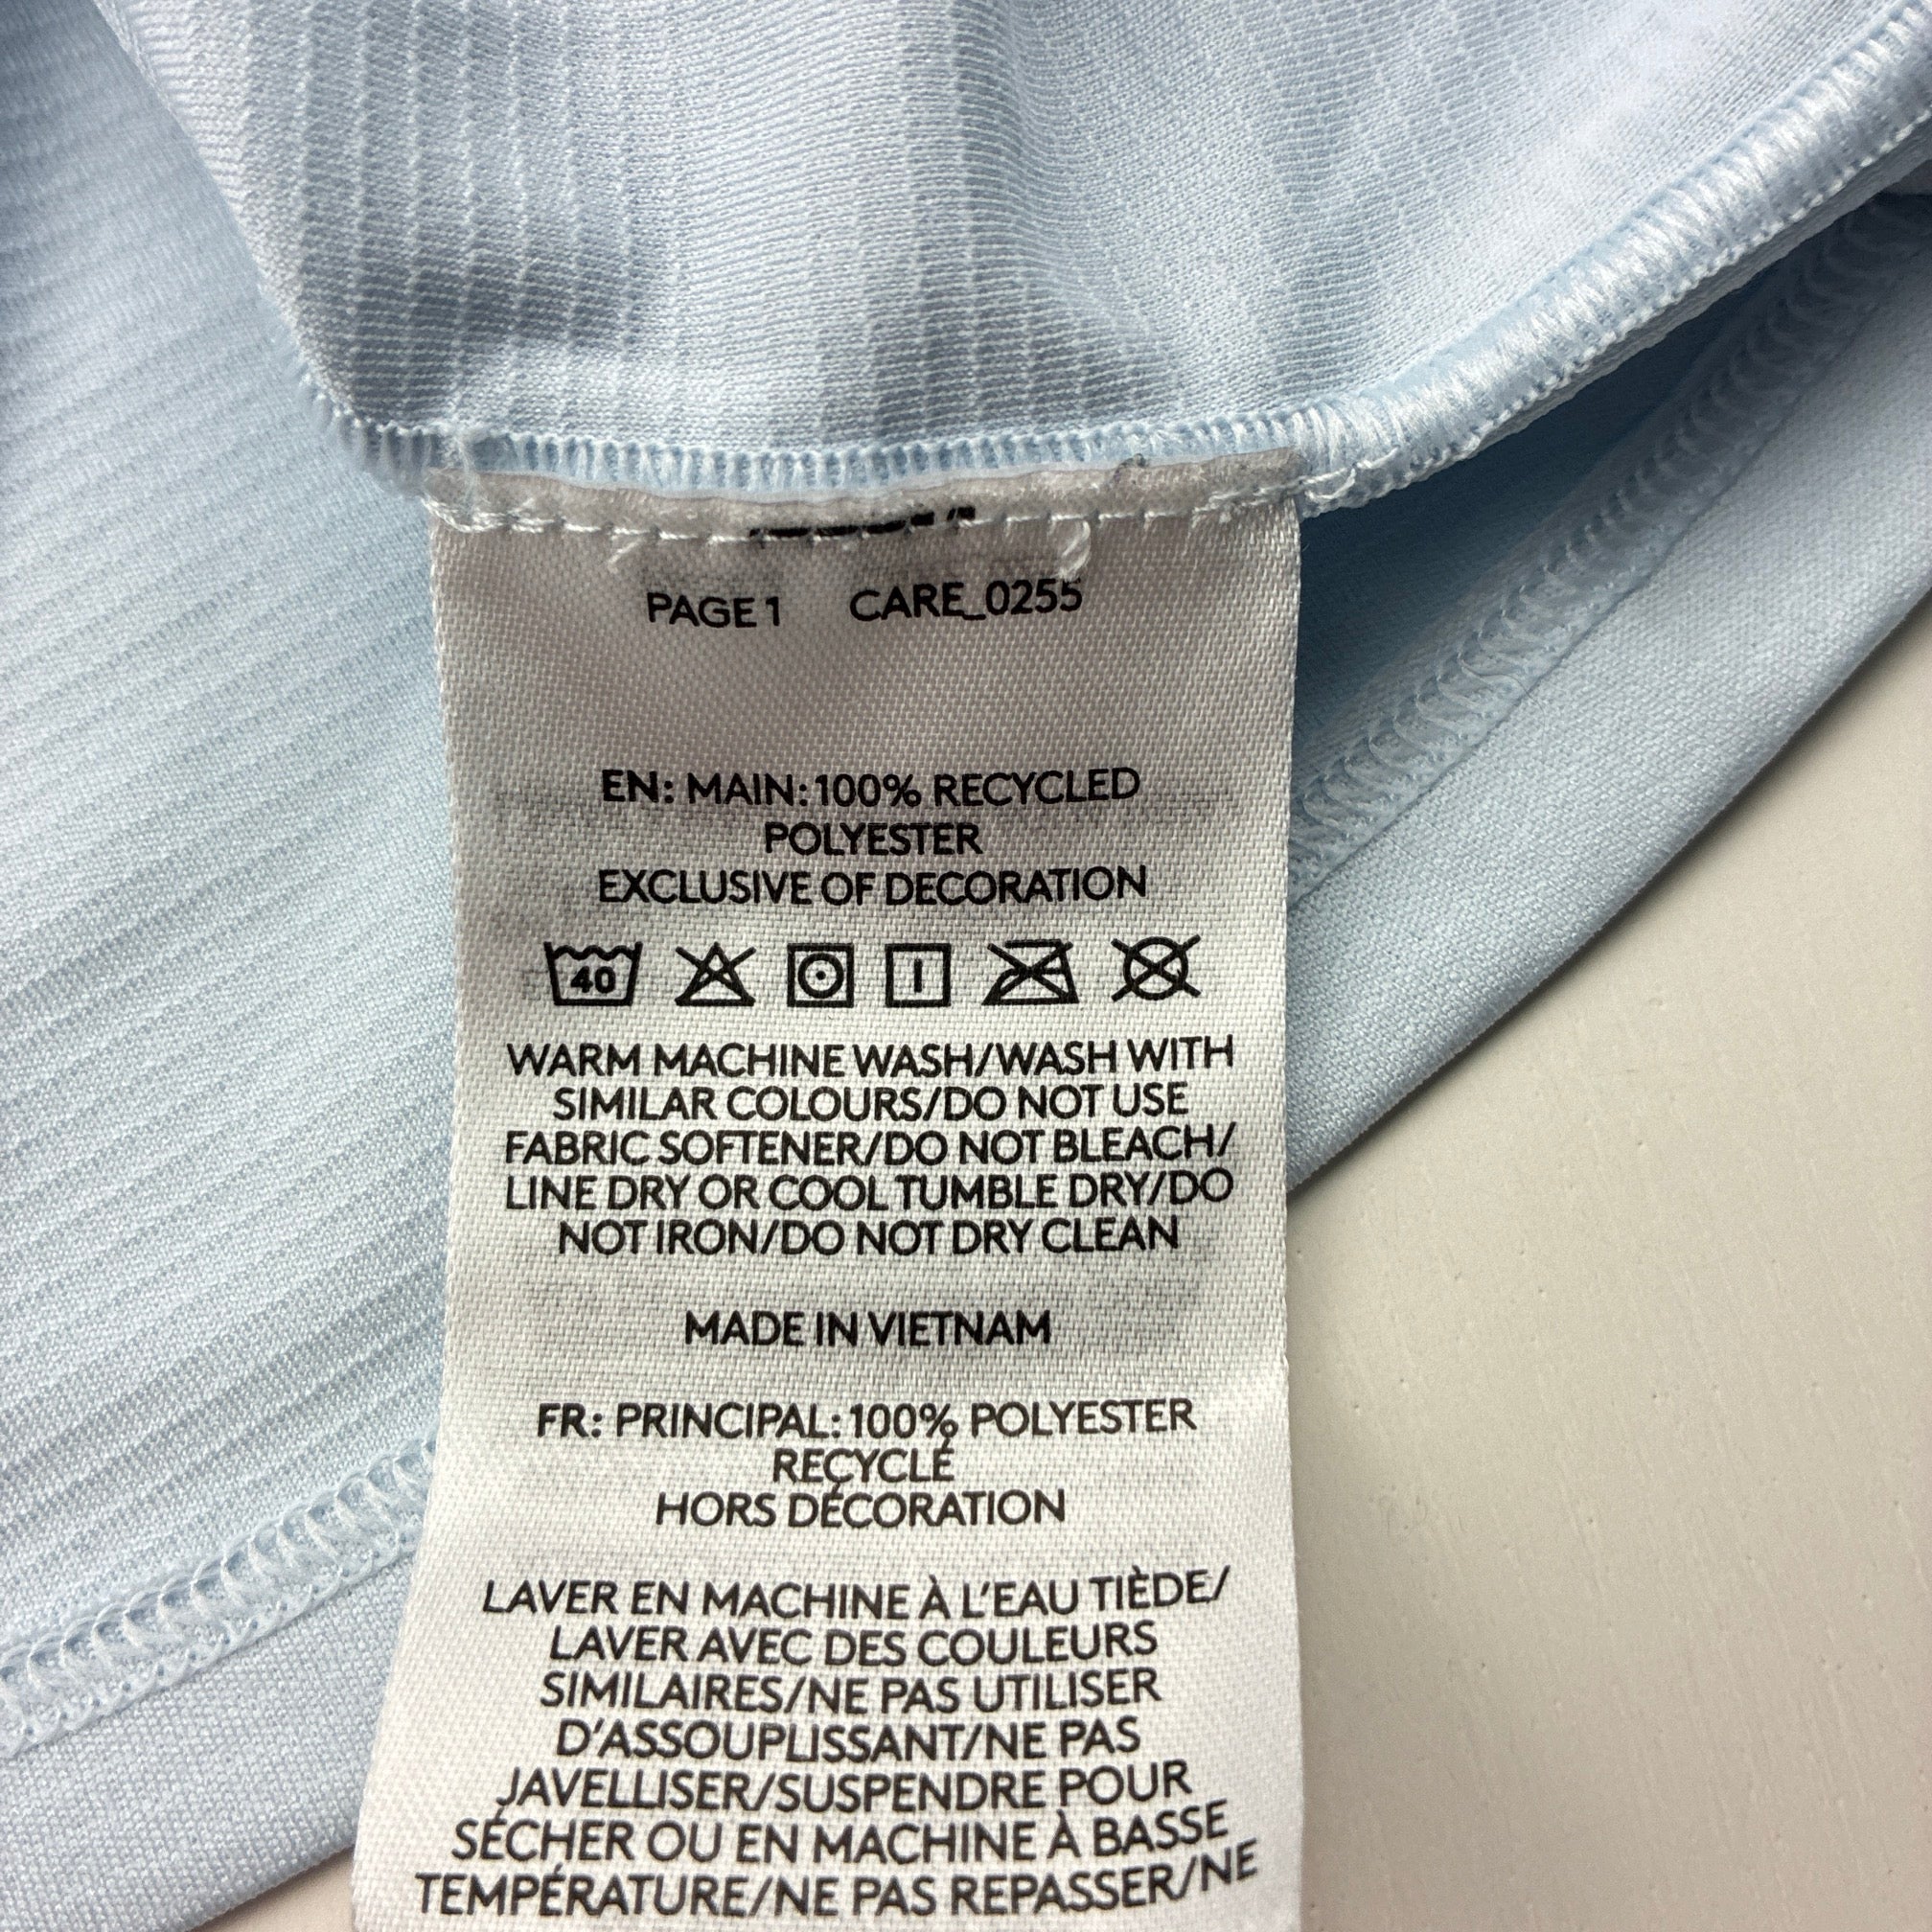 PAGE 1 CARE_0255
EN: MAIN: 100% RECYCLED
POLYESTER
EXCLUSIVE OF DECORATION
40
WARM MACHINE WASH/WASH WITH
SIMILAR COLOURS/DO NOT USE
FABRIC SOFTENER/DO NOT BLEACH/
LINE DRY OR COOL TUMBLE DRY/DO
NOT IRON/DO NOT DRY CLEAN
MADE IN VIETNAM
FR: PRINCIPAL: 100% POLYESTER
RECYCLÉ
HORS DÉCORATION
LAVER EN MACHINE À L'EAU TIÈDE/
LAVER AVEC DES COULEURS
SIMILAIRES/NE PAS UTILISER
D'ASSOUPLISSANT/NE PAS
JAVELLISER/SUSPENDRE POUR
SÉCHER OU EN MACHINE À BASSE
TEMPÉRATURE/NE PAS REPASSER/NE